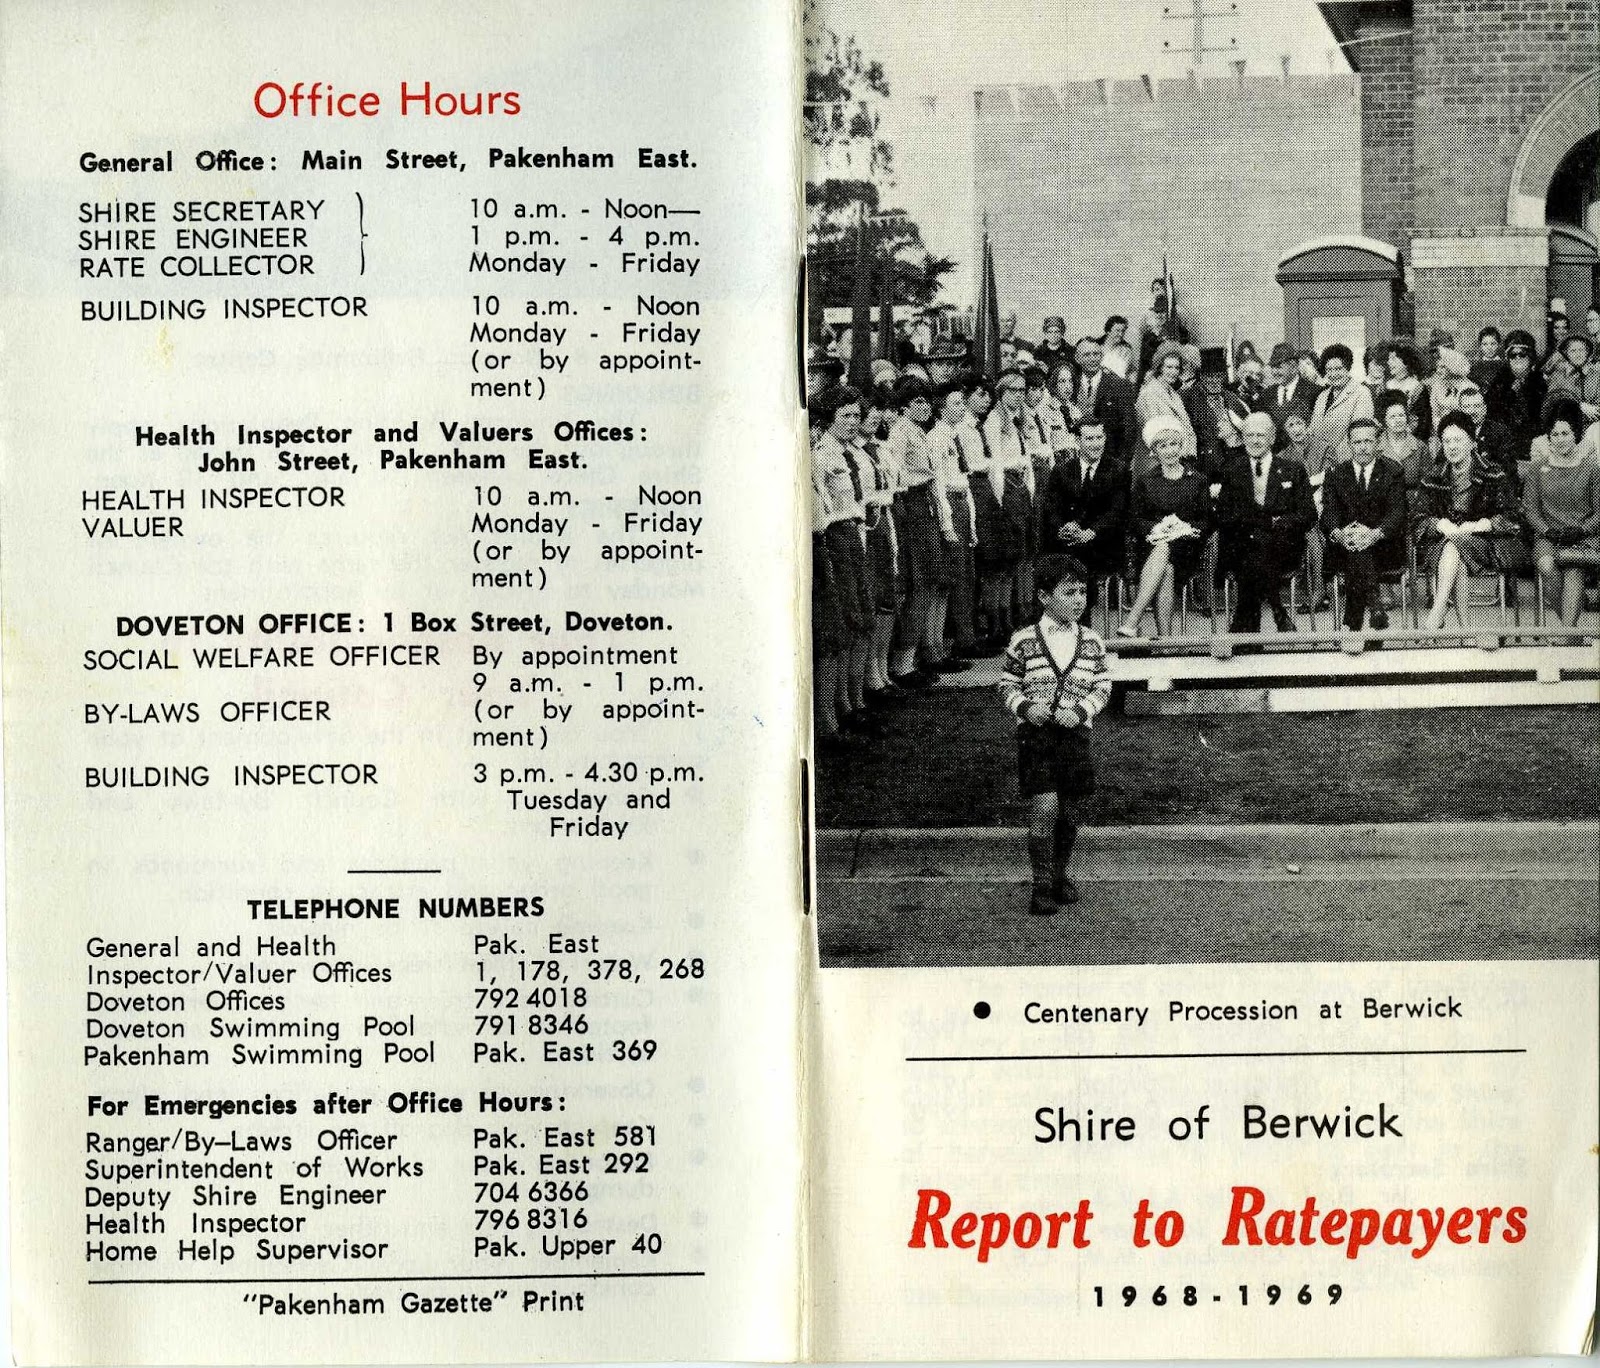 Office Hours
General Office: Main Street, Pakenham East.
SHIRE SECRETARY 10 a.m. - Noon—
SHIRE ENGINEER 1 p.m. - 4 p.m.
RATE COLLECTOR Monday - Friday
BUILDING INSPECTOR 10 a.m. - Noon
Monday - Friday
(or by appoint-
ment)
Health Inspector and Valuers Offices:
John Street, Pakenham East.
HEALTH INSPECTOR 10 a.m. - Noon
VALUER Monday - Friday
(or by appoint-
ment)
DOVETON OFFICE: 1 Box Street, Doveton.
SOCIAL WELFARE OFFICER By appointment
9 a.m. - 1 p.m.
BY-LAWS OFFICER (or by appoint-
ment)
BUILDING INSPECTOR 3 p.m. - 4.30 p.m.
Tuesday and
Friday
TELEPHONE NUMBERS
General and Health Pak. East
Inspector/Valuer Offices 1, 178, 378, 268
Doveton Offices 792 4018
Doveton Swimming Pool 791 8346
Pakenham Swimming Pool Pak. East 369
For Emergencies after Office Hours:
Ranger/By-Laws Officer Pak. East 581
Superintendent of Works Pak. East 292
Deputy Shire Engineer 704 6366
Health Inspector 796 8316
Home Help Supervisor Pak. Upper 40
"Pakenham Gazette" Print
● Centenary Procession at Berwick
Shire of Berwick
Report to Ratepayers
1968-1969